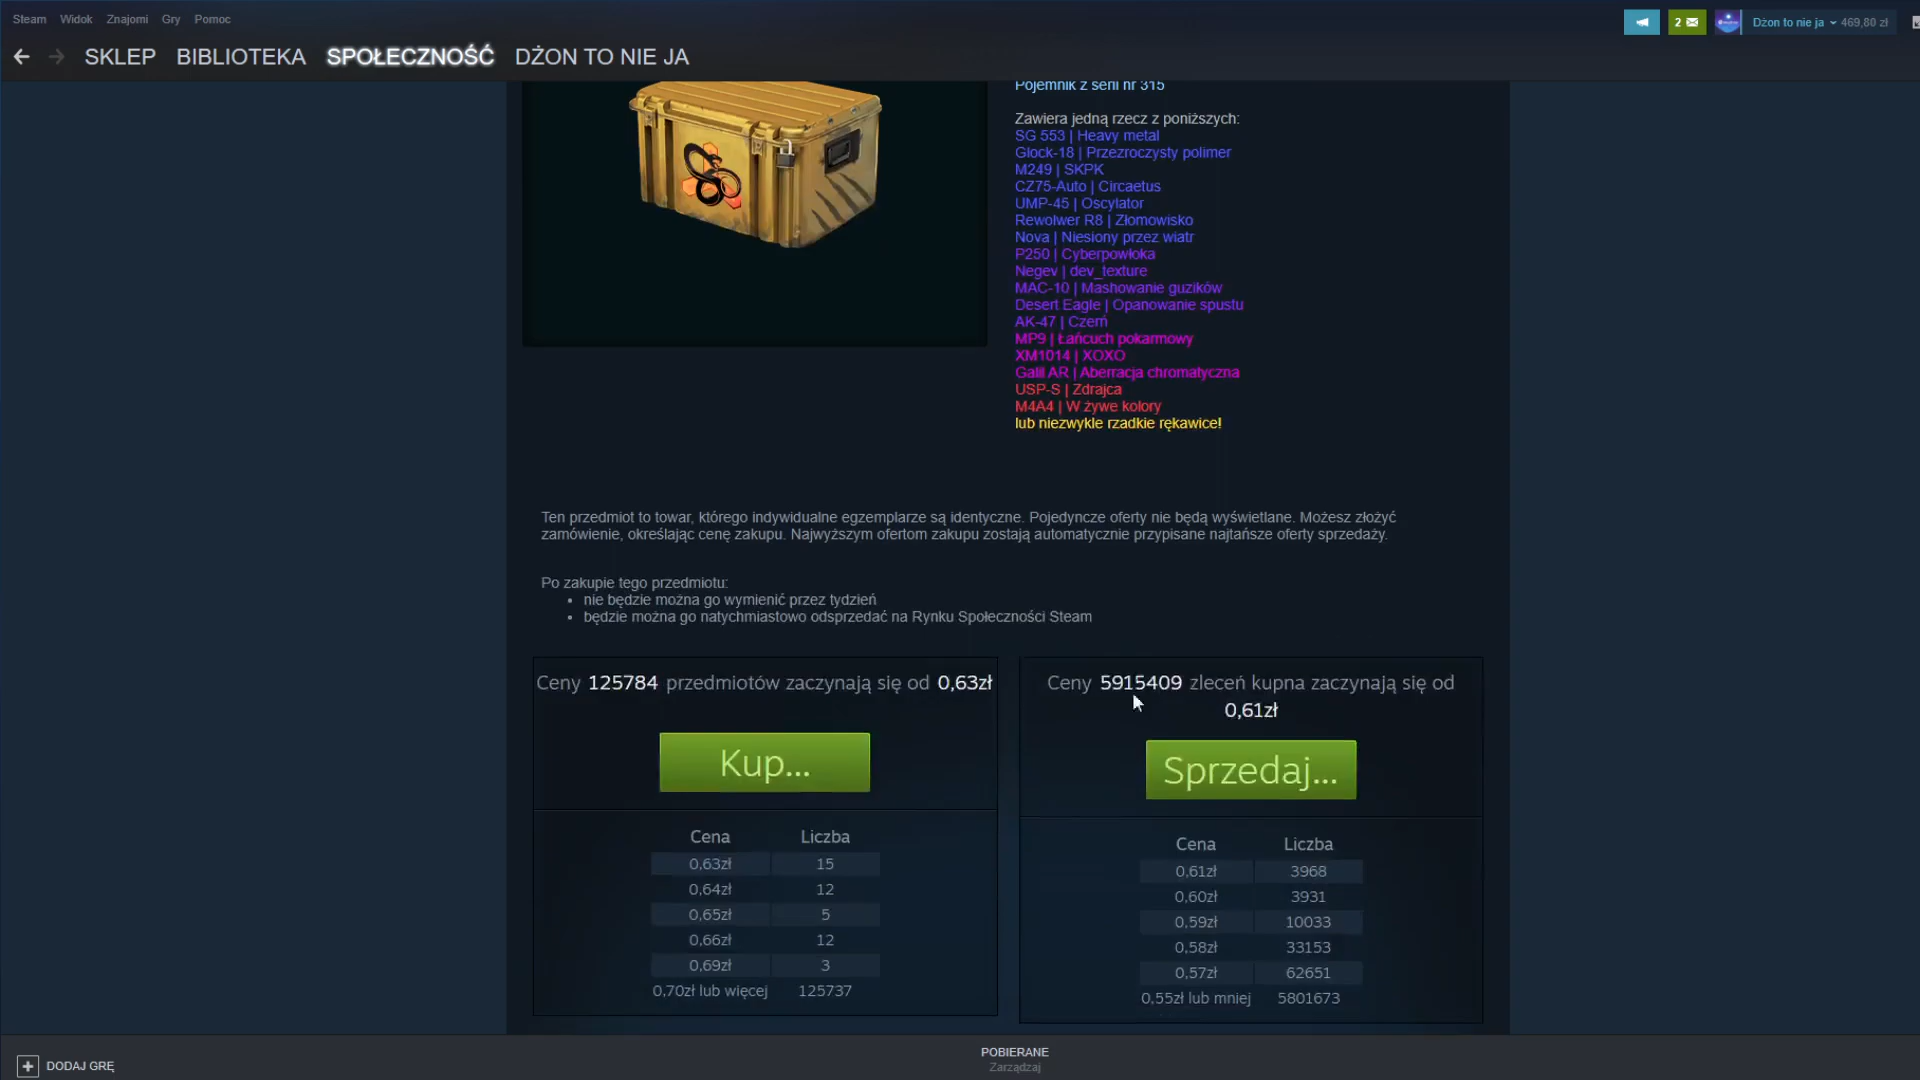 Steam Widok Znajomi Gry Pomoc
2 Dżon to nie ja 469,80 zł
SKLEP BIBLIOTEKA SPOŁECZNOŚĆ DŻON TO NIE JA
Pojemnik z serii nr 315
Zawiera jedną rzecz z poniższych:
SG 553 | Heavy metal
Glock-18 | Przezroczysty polimer
M249 | SKPK
CZ75-Auto | Circaetus
UMP-45 | Oscylator
Rewolwer R8 | Złomowisko
Nova | Niesiony przez wiatr
P250 | Cyberpowłoka
Negev | dev_texture
MAC-10 | Mashowanie guzików
Desert Eagle | Opanowanie spustu
AK-47 | Czerń
MP9 | Łańcuch pokarmowy
XM1014 | XOXO
Galil AR | Aberracja chromatyczna
USP-S | Zdrajca
M4A4 | W żywe kolory
lub niezwykle rzadkie rękawice!
Ten przedmiot to towar, którego indywidualne egzemplarze są identyczne. Pojedyncze oferty nie będą wyświetlane. Możesz złożyć
zamówienie, określając cenę zakupu. Najwyższym ofertom zakupu zostają automatycznie przypisane najtańsze oferty sprzedaży.
Po zakupie tego przedmiotu:
• nie będzie można go wymienić przez tydzień
• będzie można go natychmiastowo odsprzedać na Rynku Społeczności Steam
Ceny 125784 przedmiotów zaczynają się od 0,63zł
Kup...
Cena Liczba
0,63zł 15
0,64zł 12
0,65zł 5
0,66zł 12
0,69zł 3
0,70zł lub więcej 125737
Ceny 5915409 zleceń kupna zaczynają się od
0,61zł
Sprzedaj...
Cena Liczba
0,61zł 3968
0,60zł 3931
0,59zł 10033
0,58zł 33153
0,57zł 62651
0,55zł lub mniej 5801673
DODAJ GRĘ
POBIERANE
Zarządzaj